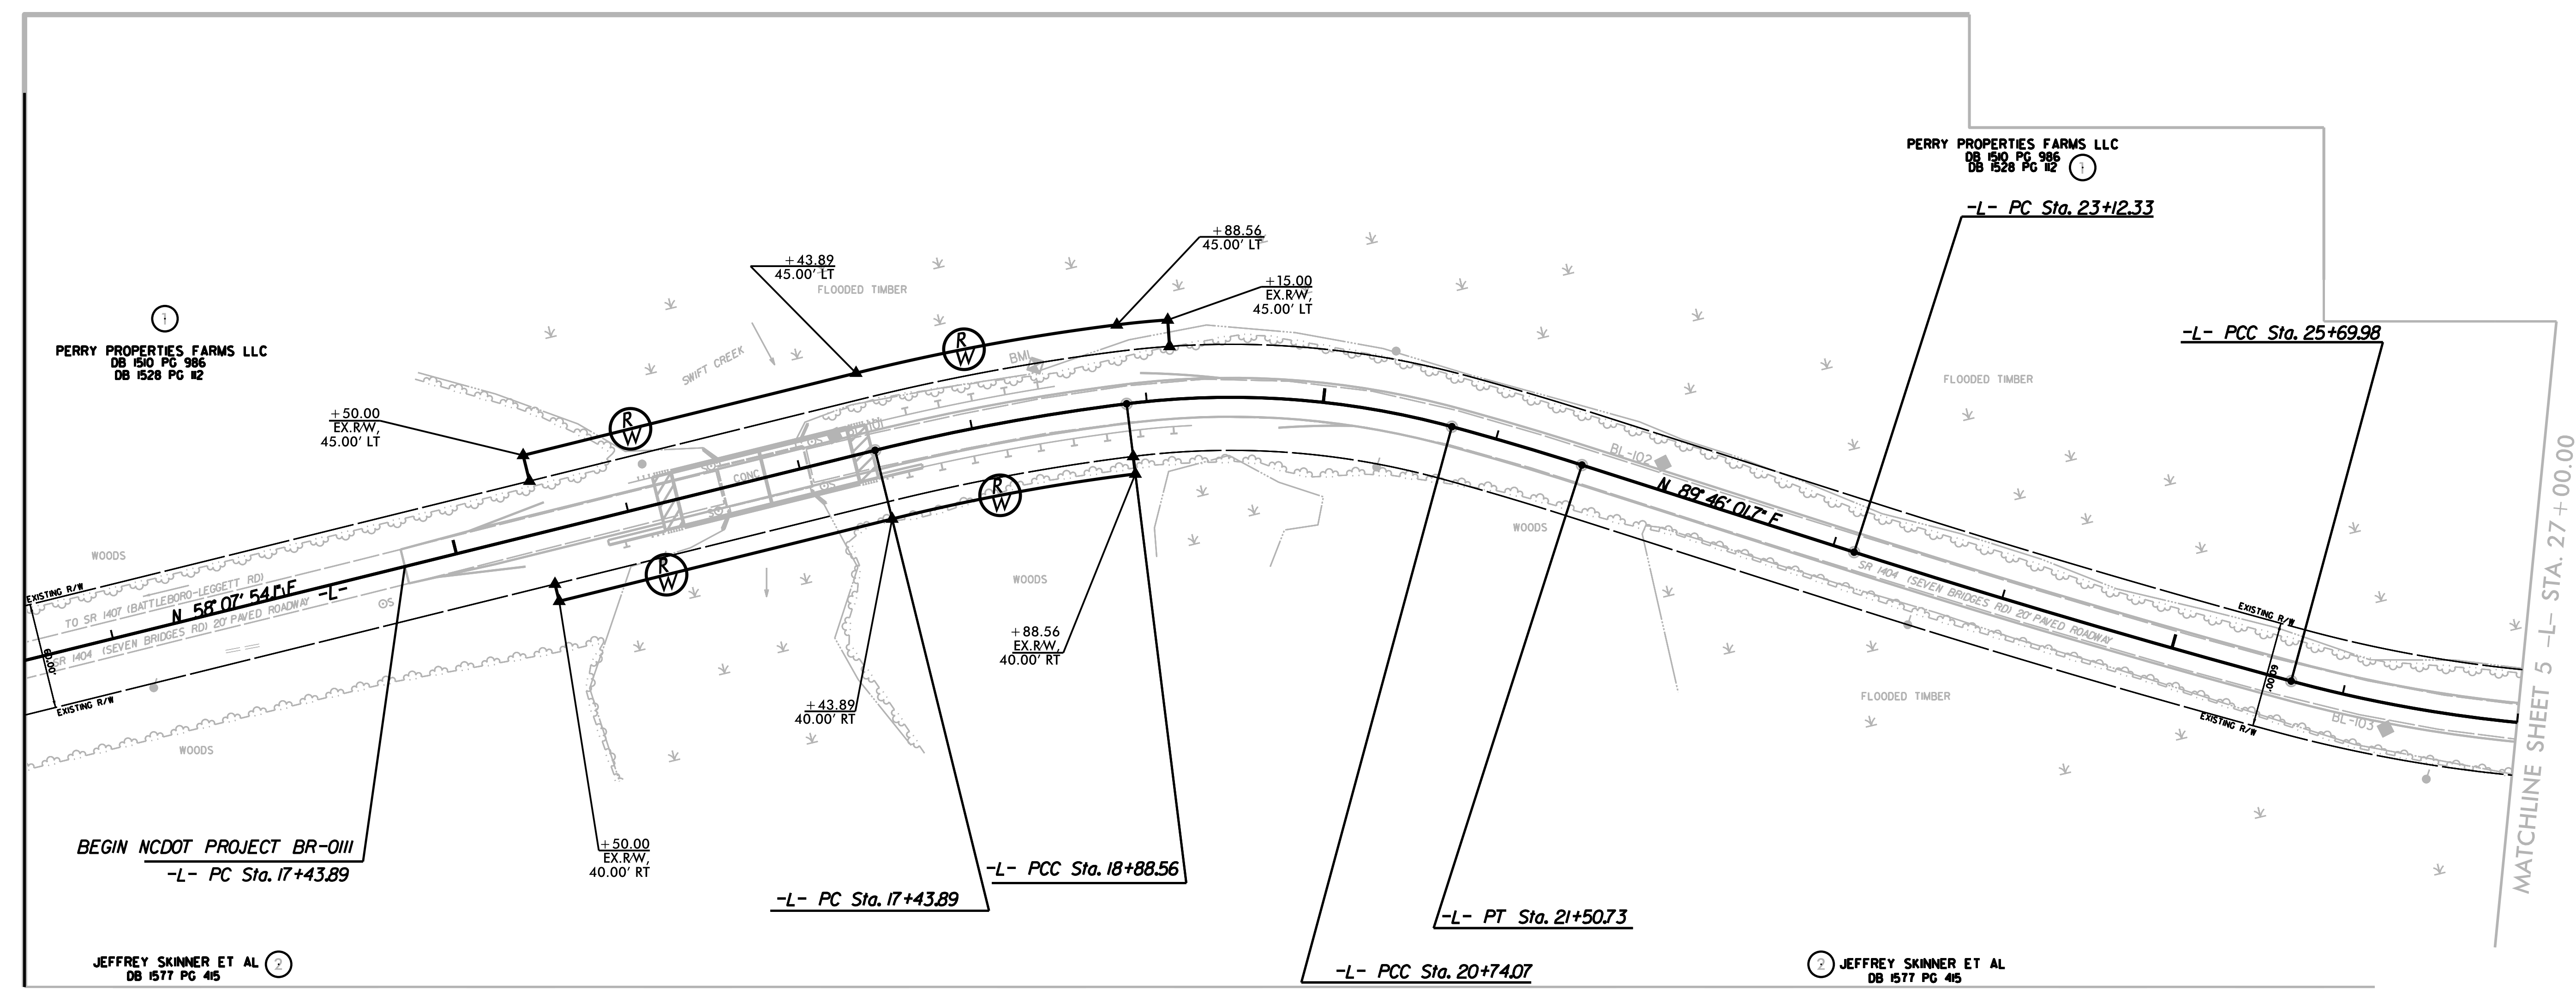 PERRY PROPERTIES FARMS LLC
DB 1510 PG 986
DB 1528 PG 112
1
-L- PC Sta. 23+12.33
+88.56
45.00' LT
+43.89
45.00' LT
FLOODED TIMBER
+15.00
EX.R/W,
45.00' LT
1
PERRY PROPERTIES FARMS LLC
DB 1510 PG 986
DB 1528 PG 112
-L- PCC Sta. 25+69.98
SWIFT CREEK
R
W
BM1
FLOODED TIMBER
+50.00
EX.R/W,
45.00' LT
R
W
CONC
BL-102
N 89° 46' 01.7" E
MATCHLINE SHEET 5 -L- STA. 27+00.00
R
W
WOODS
WOODS
WOODS
R
W
EXISTING R/W
TO SR 1407 (BATTLEBORO-LEGGETT RD)
N 58° 07' 54.1" E -L-
SR 1404 (SEVEN BRIDGES RD) 20' PAVED ROADWAY
60.00'
EXISTING R/W
SR 1404 (SEVEN BRIDGES RD) 20' PAVED ROADWAY
EXISTING R/W
60.00'
EXISTING R/W
BL-103
+88.56
EX.R/W,
40.00' RT
FLOODED TIMBER
+43.89
40.00' RT
WOODS
BEGIN NCDOT PROJECT BR-0111
-L- PC Sta. 17+43.89
+50.00
EX.R/W,
40.00' RT
-L- PCC Sta. 18+88.56
-L- PC Sta. 17+43.89
-L- PT Sta. 21+50.73
-L- PCC Sta. 20+74.07
JEFFREY SKINNER ET AL 2
DB 1577 PG 415
2 JEFFREY SKINNER ET AL
DB 1577 PG 415